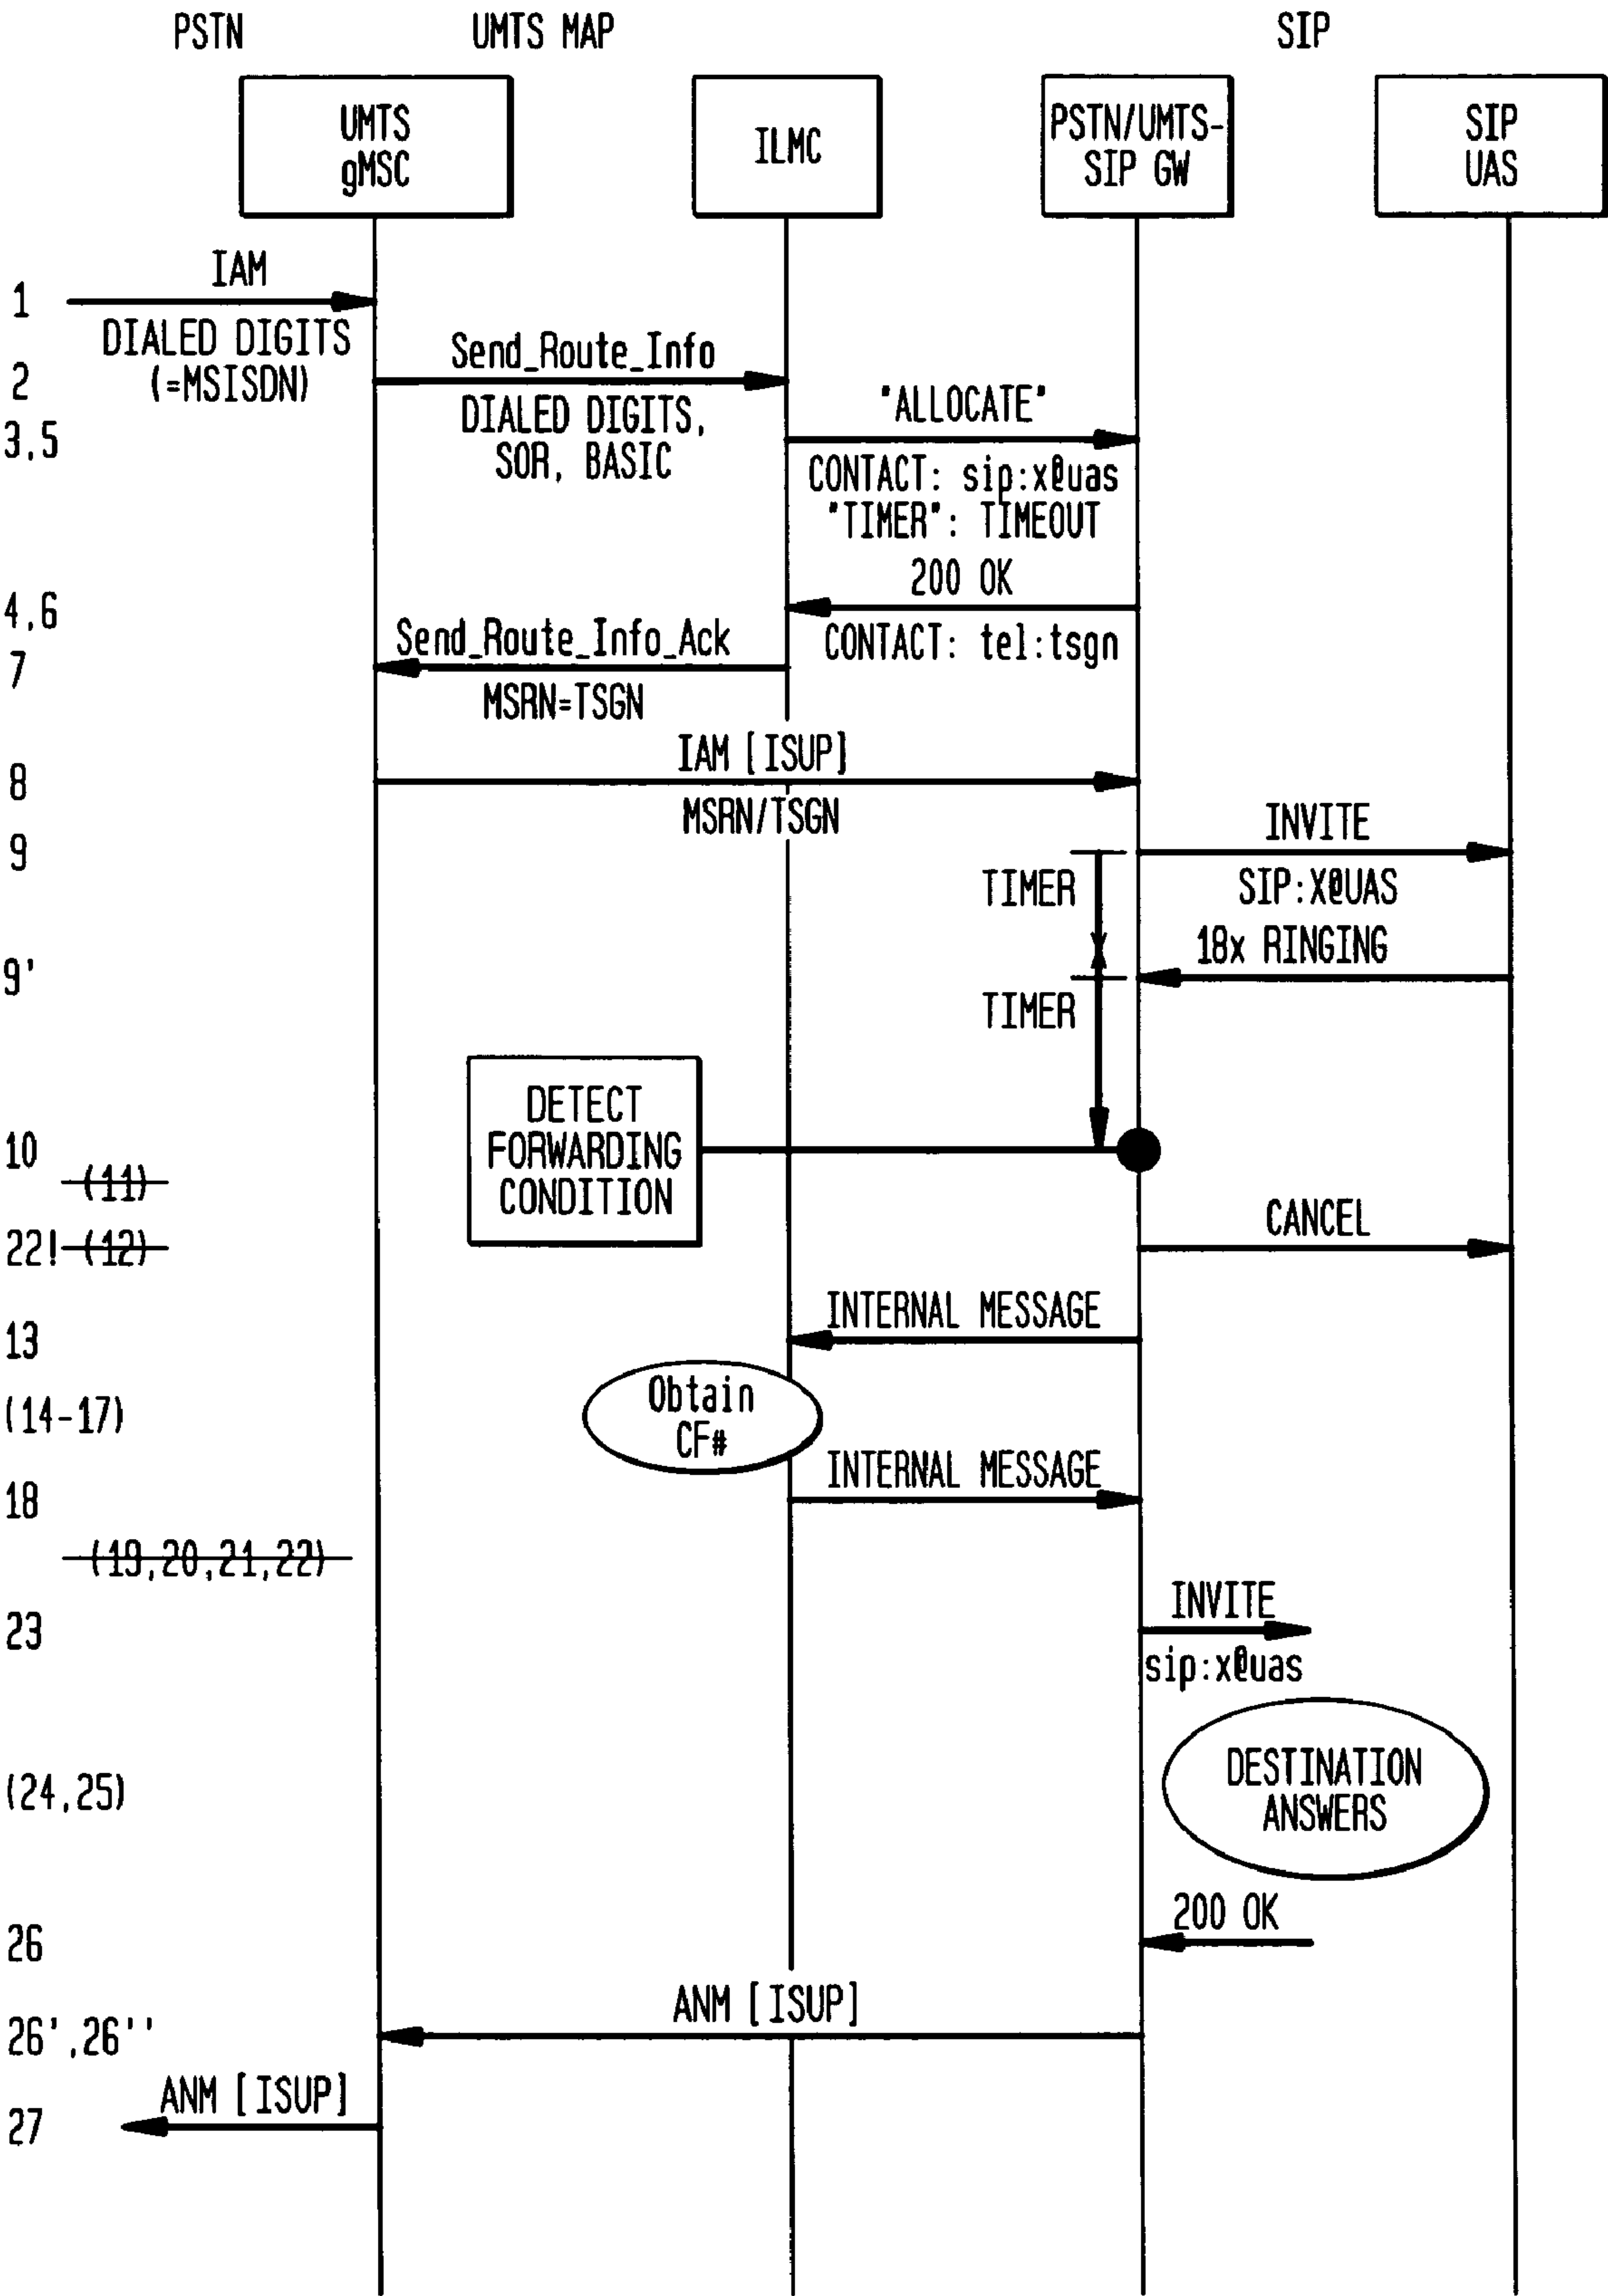 PSTN
UMTS MAP
SIP
UMTS
gMSC
ILMC
PSTN/UMTS-
SIP GW
SIP
UAS
1
IAM
DIALED DIGITS
(=MSISDN)
2
Send_Route_Info
DIALED DIGITS,
SOR, BASIC
3,5
"ALLOCATE"
CONTACT: sip:x@uas
"TIMER": TIMEOUT
4,6
200 OK
CONTACT: tel:tsgn
7
Send_Route_Info_Ack
MSRN=TSGN
8
IAM [ISUP]
MSRN/TSGN
9
INVITE
SIP:X@UAS
TIMER
9'
18x RINGING
TIMER
10
DETECT
FORWARDING
CONDITION
(11)
22! (12)
CANCEL
13
INTERNAL MESSAGE
(14-17)
Obtain
CF#
18
INTERNAL MESSAGE
(19,20,21,22)
23
INVITE
sip:x@uas
(24,25)
DESTINATION
ANSWERS
26
200 OK
26',26''
ANM [ISUP]
27
ANM [ISUP]